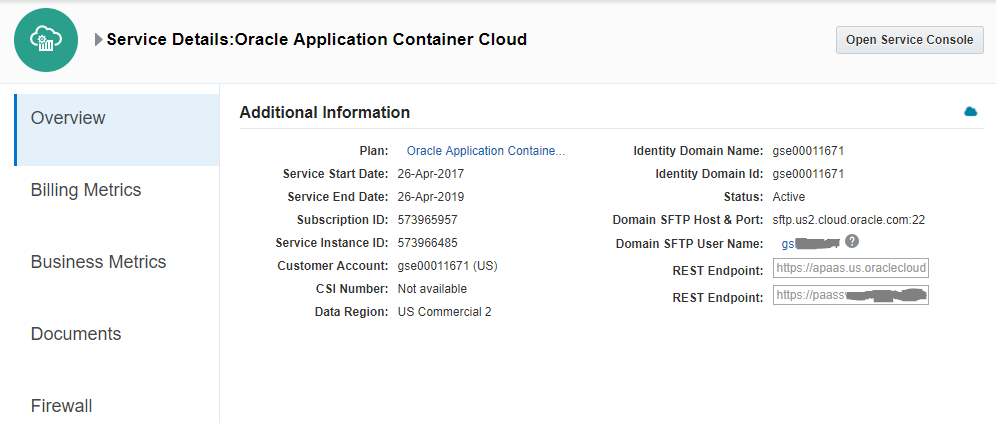 Service Details:Oracle Application Container Cloud
Open Service Console
Overview
Billing Metrics
Business Metrics
Documents
Firewall
Additional Information
Plan: Oracle Application Containe...
Service Start Date: 26-Apr-2017
Service End Date: 26-Apr-2019
Subscription ID: 573965957
Service Instance ID: 573966485
Customer Account: gse00011671 (US)
CSI Number: Not available
Data Region: US Commercial 2
Identity Domain Name: gse00011671
Identity Domain Id: gse00011671
Status: Active
Domain SFTP Host & Port: sftp.us2.cloud.oracle.com:22
Domain SFTP User Name: gs ?
REST Endpoint: https://apaas.us.oraclecloud
REST Endpoint: https://paas